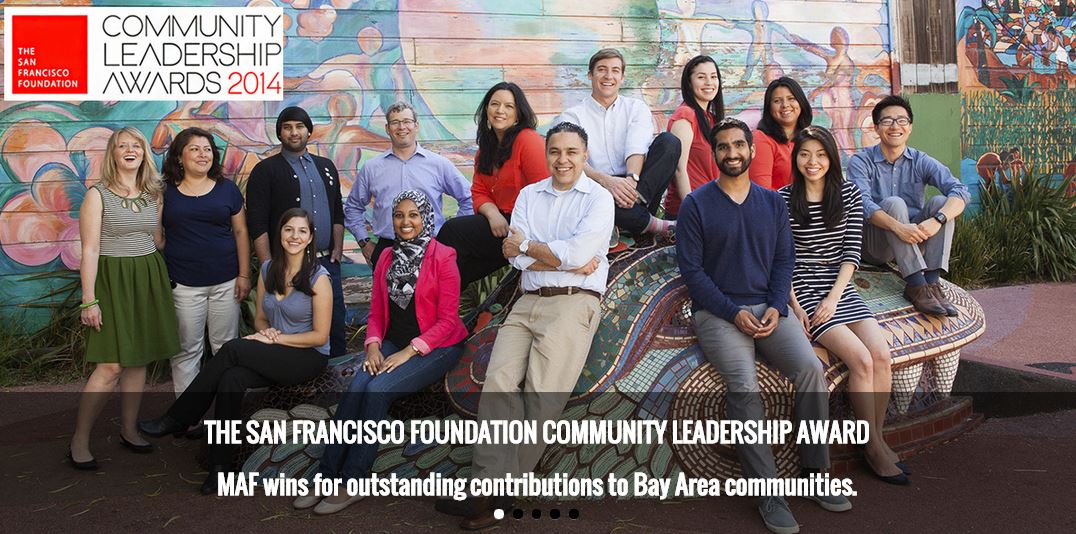 THE
SAN
FRANCISCO
FOUNDATION
COMMUNITY
LEADERSHIP
AWARDS 2014
THE SAN FRANCISCO FOUNDATION COMMUNITY LEADERSHIP AWARD
MAF wins for outstanding contributions to Bay Area communities.